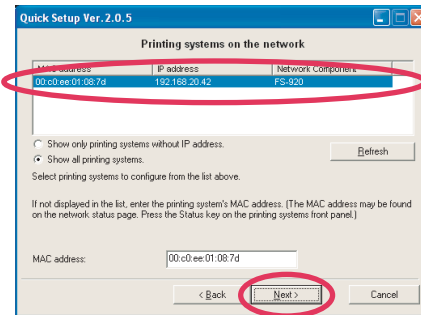 Quick Setup Ver.2.0.5
Printing systems on the network
MAC address IP address Network Component
00:c0:ee:01:08:7d 192.168.20.42 FS-920
Show only printing systems without IP address.
Show all printing systems.
Refresh
Select printing systems to configure from the list above.
If not displayed in the list, enter the printing system's MAC address. (The MAC address may be found
on the network status page. Press the Status key on the printing systems front panel.)
MAC address: 00:c0:ee:01:08:7d
< Back Next > Cancel